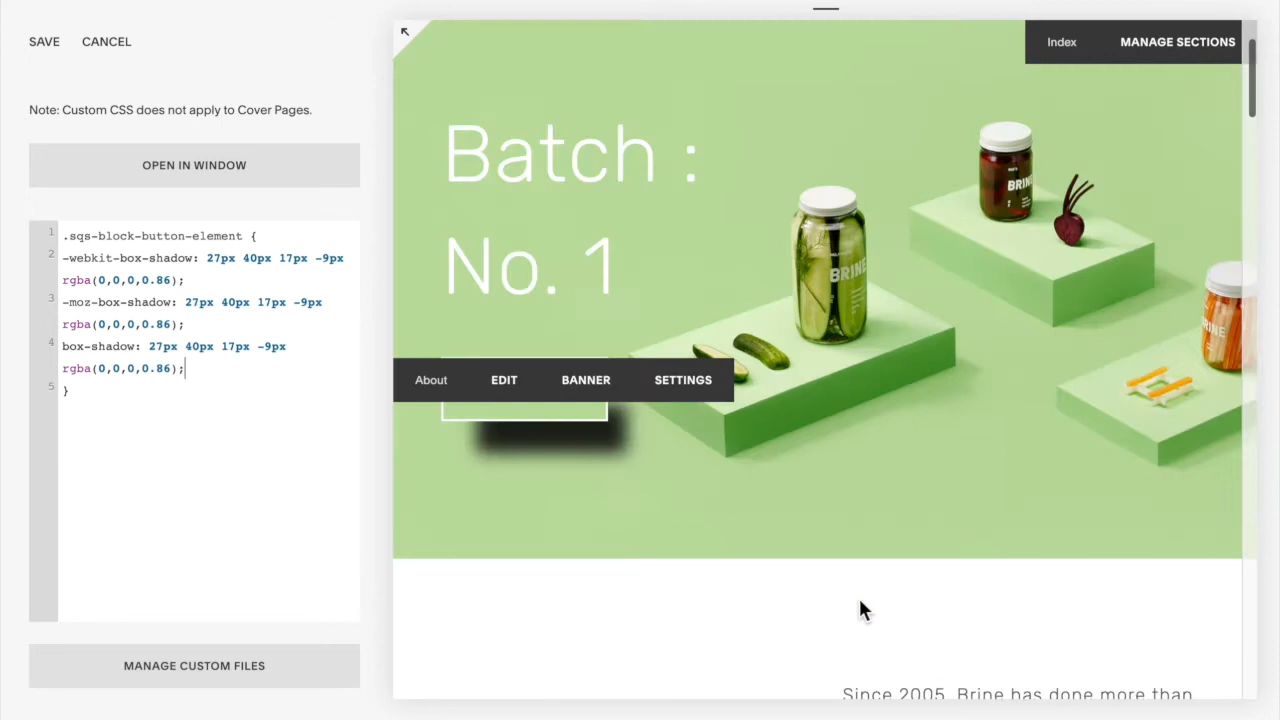 SAVE CANCEL
Note: Custom CSS does not apply to Cover Pages.
OPEN IN WINDOW
1 .sqs-block-button-element {
2 -webkit-box-shadow: 27px 40px 17px -9px
rgba(0,0,0,0.86);
3 -moz-box-shadow: 27px 40px 17px -9px
rgba(0,0,0,0.86);
4 box-shadow: 27px 40px 17px -9px
rgba(0,0,0,0.86);
5 }
MANAGE CUSTOM FILES
Index MANAGE SECTIONS
Batch :
No. 1
BRINE
BRINE
BRINE
About EDIT BANNER SETTINGS
Since 2005, Brine has done more than